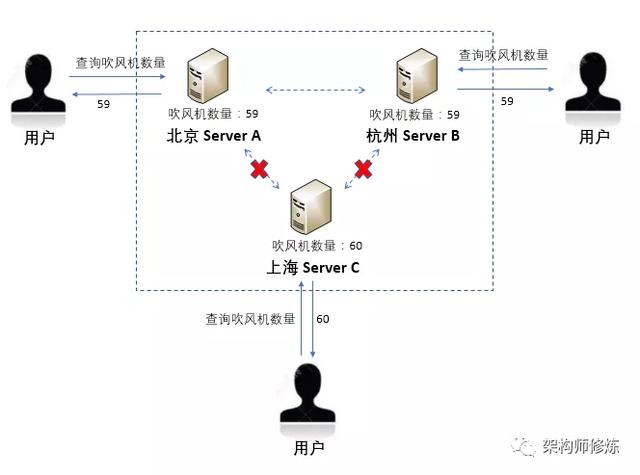 查询吹风机数量
59
用户
吹风机数量：59
北京 Server A
吹风机数量：59
杭州 Server B
查询吹风机数量
59
用户
吹风机数量：60
上海 Server C
查询吹风机数量
60
用户
架构师修炼